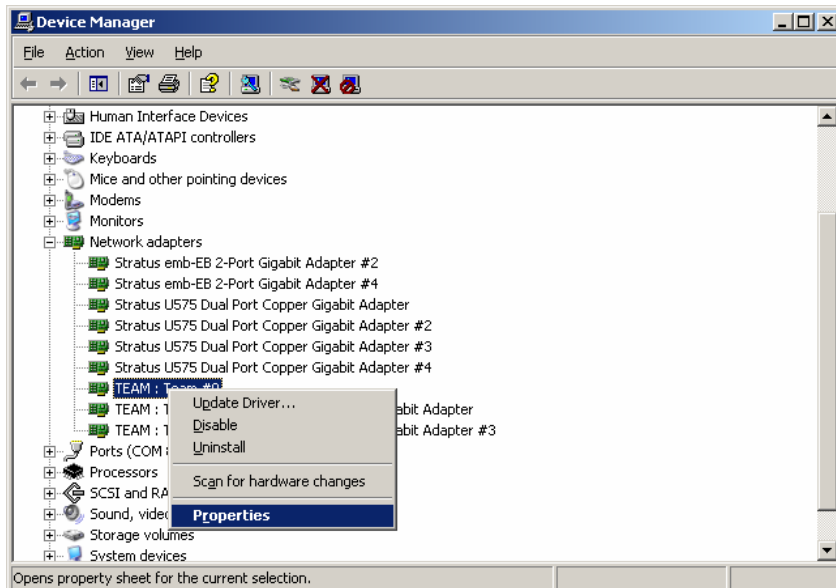 Device Manager
File Action View Help
Human Interface Devices
IDE ATA/ATAPI controllers
Keyboards
Mice and other pointing devices
Modems
Monitors
Network adapters
Stratus emb-EB 2-Port Gigabit Adapter #2
Stratus emb-EB 2-Port Gigabit Adapter #4
Stratus U575 Dual Port Copper Gigabit Adapter
Stratus U575 Dual Port Copper Gigabit Adapter #2
Stratus U575 Dual Port Copper Gigabit Adapter #3
Stratus U575 Dual Port Copper Gigabit Adapter #4
TEAM : Team
Update Driver...
TEAM : abit Adapter
Disable
TEAM : abit Adapter #3
Uninstall
Ports (COM
Processors
Scan for hardware changes
SCSI and RA
Sound, video
Properties
Storage volumes
System devices
Opens property sheet for the current selection.